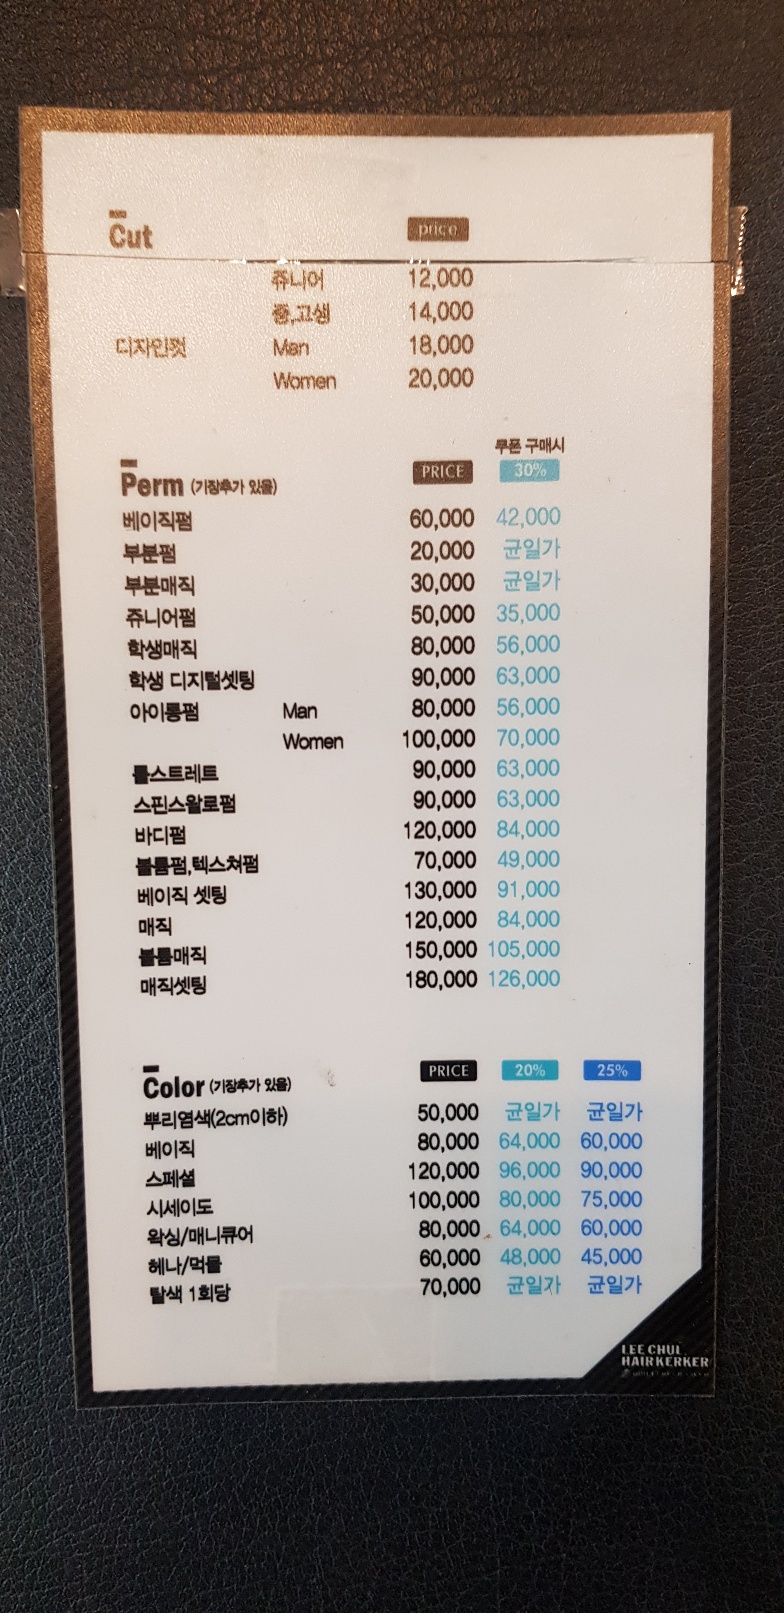 Cut price
쥬니어 12,000
중,고생 14,000
디자인컷 Man 18,000
Women 20,000
쿠폰 구매시
Perm (기장추가 있음) PRICE 30%
베이직펌 60,000 42,000
부분펌 20,000 균일가
부분매직 30,000 균일가
쥬니어펌 50,000 35,000
학생매직 80,000 56,000
학생 디지털셋팅 90,000 63,000
아이롱펌 Man 80,000 56,000
Women 100,000 70,000
롤스트레트 90,000 63,000
스핀스왈로펌 90,000 63,000
바디펌 120,000 84,000
볼륨펌,텍스쳐펌 70,000 49,000
베이직 셋팅 130,000 91,000
매직 120,000 84,000
볼륨매직 150,000 105,000
매직셋팅 180,000 126,000
Color (기장추가 있음) PRICE 20% 25%
뿌리염색(2cm이하) 50,000 균일가 균일가
베이직 80,000 64,000 60,000
스페셜 120,000 96,000 90,000
시세이도 100,000 80,000 75,000
왁싱/매니큐어 80,000 64,000 60,000
헤나/먹물 60,000 48,000 45,000
탈색 1회당 70,000 균일가 균일가
LEE CHUL
HAIRKERKER